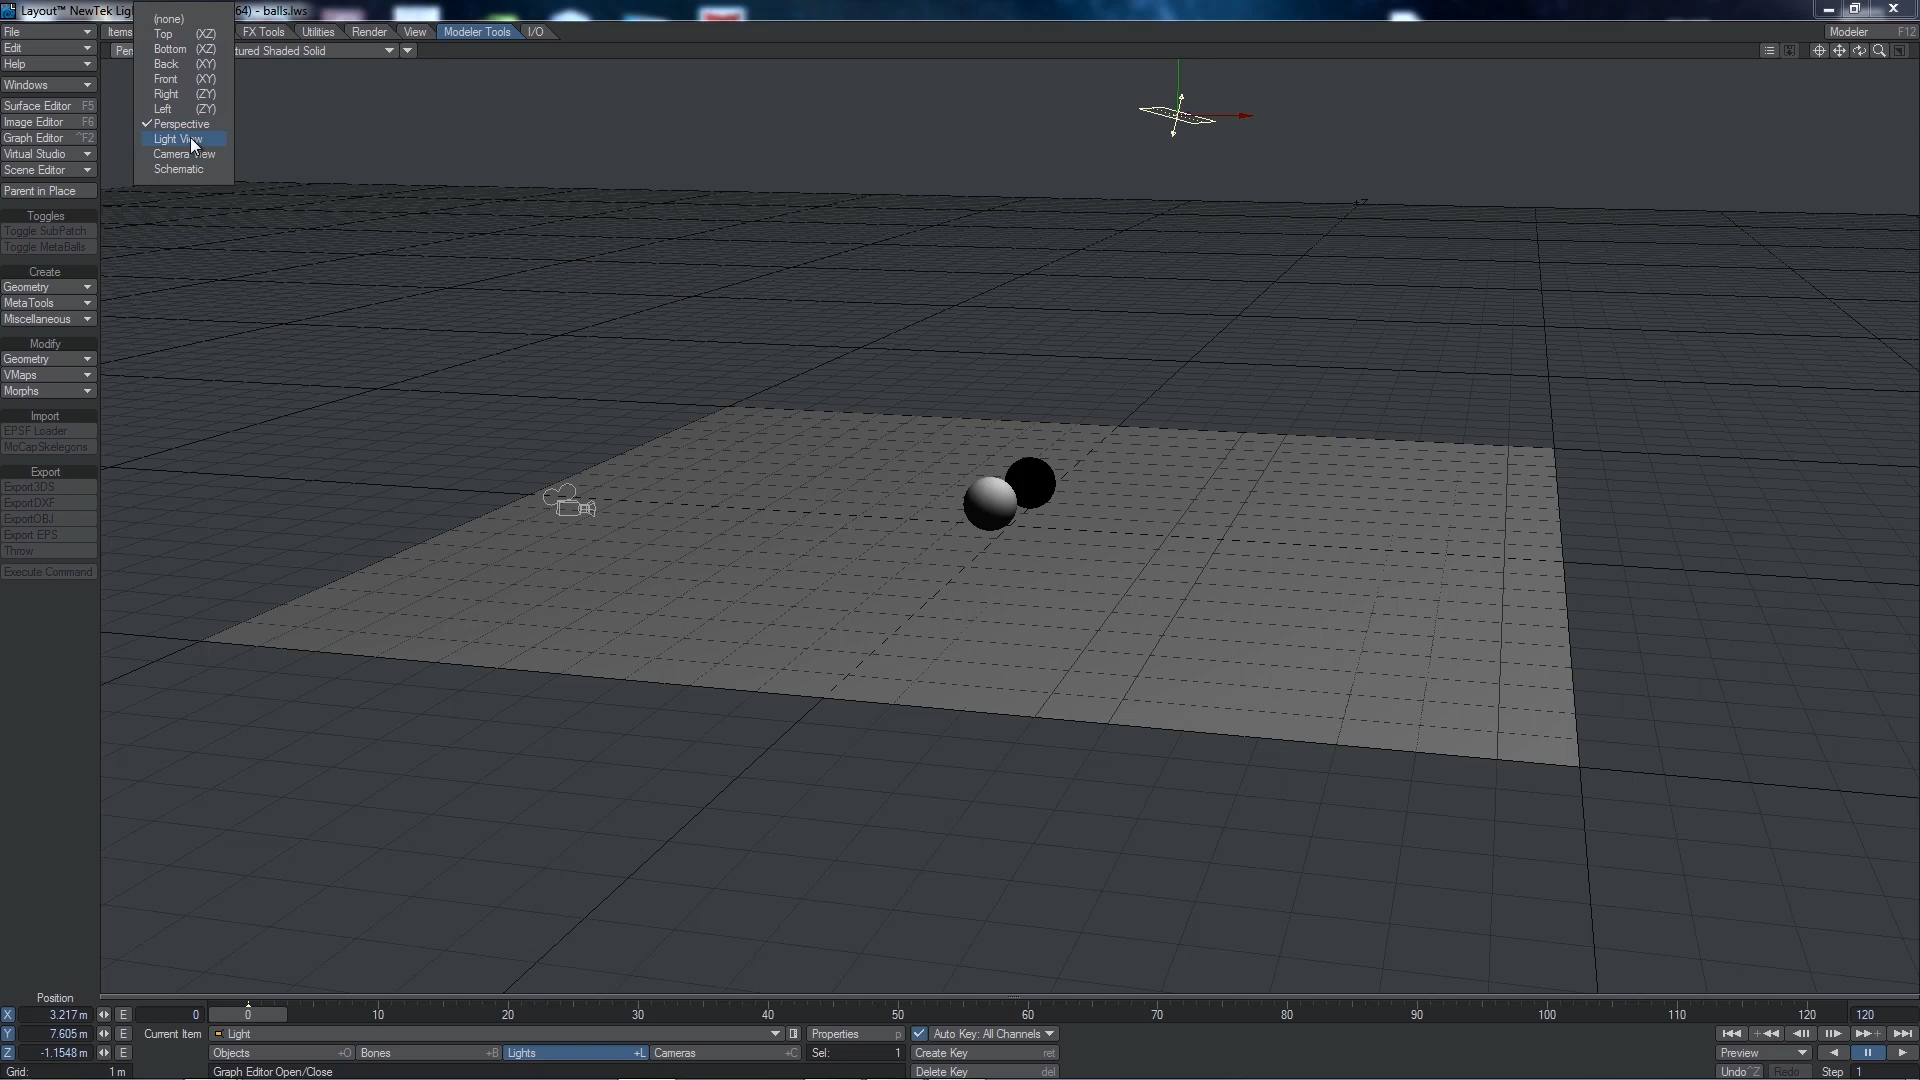 Layout™ NewTek Lig
64) - balls.lws
(none)
Top (XZ)
Bottom (XZ)
Back (XY)
Front (XY)
Right (ZY)
Left (ZY)
Perspective
Light View
Camera View
Schematic
File
Edit
Help
Windows
Surface Editor F5
Image Editor F6
Graph Editor ^F2
Virtual Studio
Scene Editor
Parent in Place
Toggles
Toggle SubPatch
Toggle MetaBalls
Create
Geometry
MetaTools
Miscellaneous
Modify
Geometry
VMaps
Morphs
Import
EPSF Loader
MoCapSkelegons
Export
Export3DS
ExportDXF
ExportOBJ
Export EPS
Throw
Execute Command
Items FX Tools Utilities Render View Modeler Tools I/O
Modeler F12
Pers tured Shaded Solid
+Z
Position
X 3.217 m E
Y 7.605 m E
Z -1.1548 m E
Grid: 1 m
0 0 10 20 30 40 50 60 70 80 90 100 110 120 120
Current Item Light Properties p Auto Key: All Channels
Objects +O Bones +B Lights +L Cameras +C Sel: 1 Create Key ret
Graph Editor Open/Close Delete Key del
Preview
Undo ^Z Redo Step 1